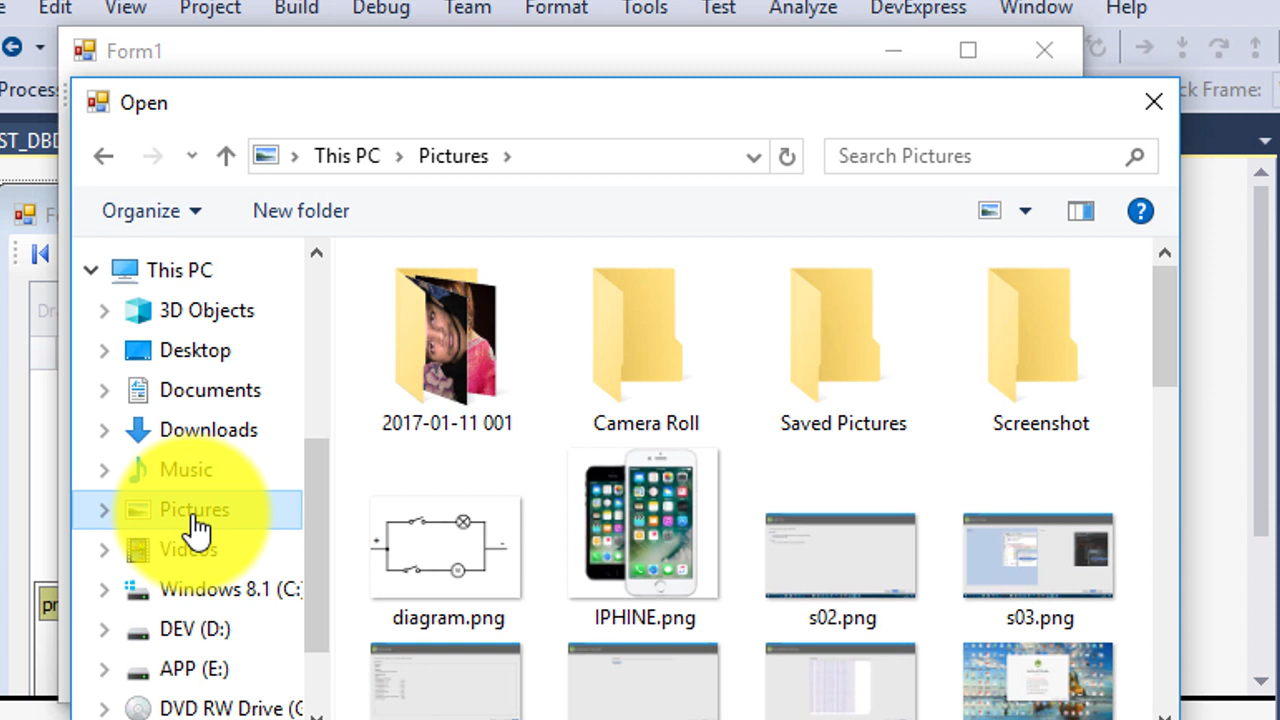 Edit View Project Build Debug Team Format Tools Test Analyze DevExpress Window Help
Form1
Proces
ck Frame:
Open
ST_DBD
This PC Pictures
Search Pictures
Organize New folder
This PC
3D Objects
Desktop
Documents
Downloads
Music
Pictures
Videos
Windows 8.1 (C:
DEV (D:)
APP (E:)
DVD RW Drive (G
2017-01-11 001 Camera Roll Saved Pictures Screenshot
diagram.png IPHINE.png s02.png s03.png